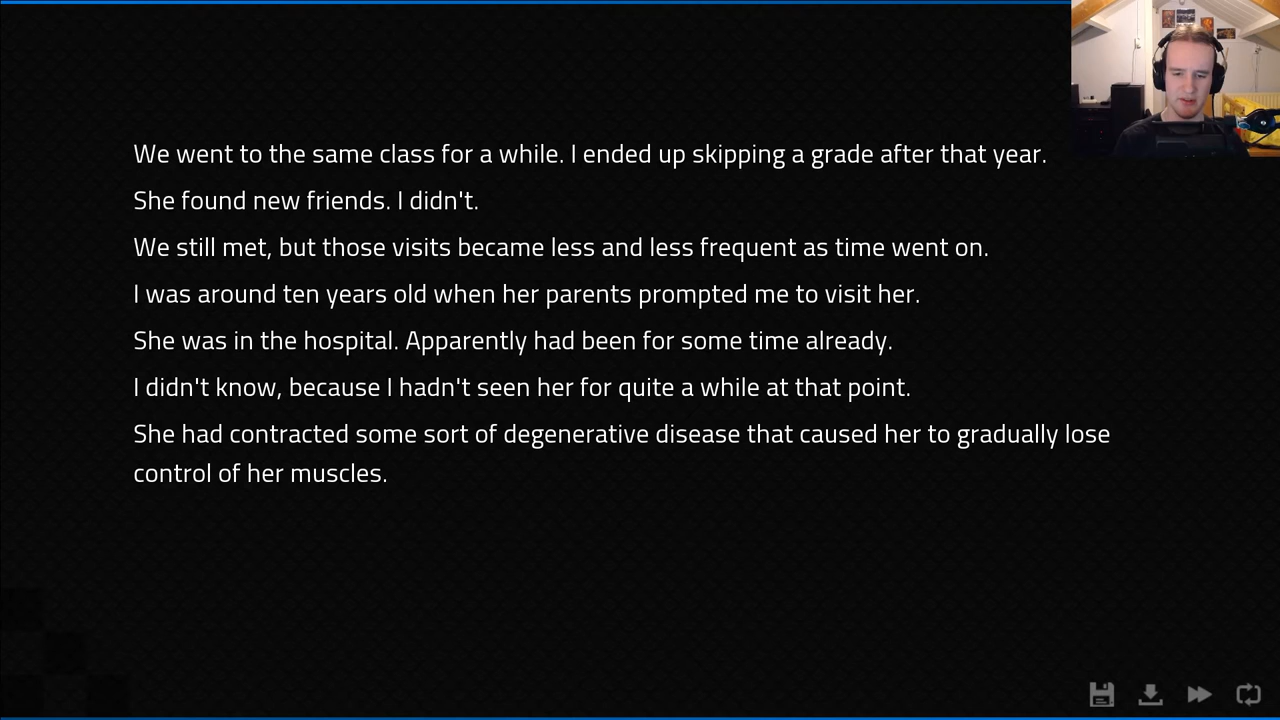 We went to the same class for a while. I ended up skipping a grade after that year.
She found new friends. I didn't.
We still met, but those visits became less and less frequent as time went on.
I was around ten years old when her parents prompted me to visit her.
She was in the hospital. Apparently had been for some time already.
I didn't know, because I hadn't seen her for quite a while at that point.
She had contracted some sort of degenerative disease that caused her to gradually lose
control of her muscles.